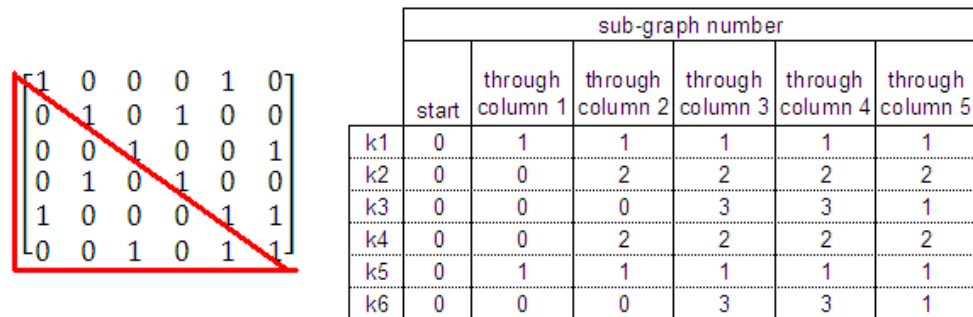 1 0 0 0 1 0
0 1 0 1 0 0
0 0 1 0 0 1
0 1 0 1 0 0
1 0 0 0 1 1
0 0 1 0 1 1
sub-graph number
start through column 1 through column 2 through column 3 through column 4 through column 5
k1 0 1 1 1 1 1
k2 0 0 2 2 2 2
k3 0 0 0 3 3 1
k4 0 0 2 2 2 2
k5 0 1 1 1 1 1
k6 0 0 0 3 3 1